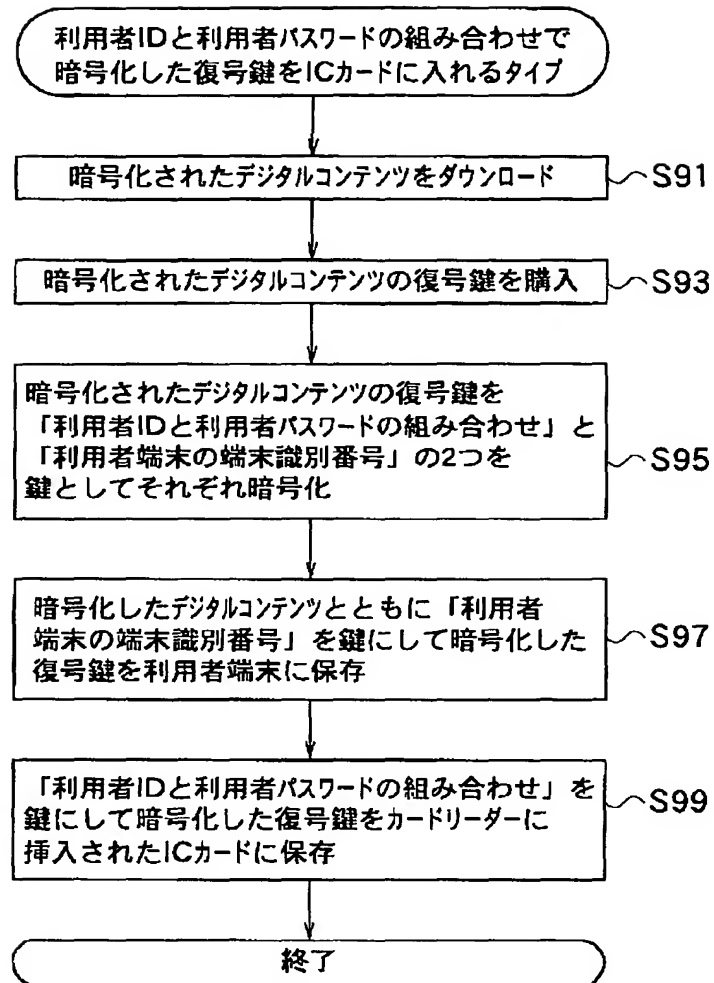 利用者IDと利用者パスワードの組み合わせで
暗号化した復号鍵をICカードに入れるタイプ
暗号化されたデジタルコンテンツをダウンロード
S91
暗号化されたデジタルコンテンツの復号鍵を購入
S93
暗号化されたデジタルコンテンツの復号鍵を
「利用者IDと利用者パスワードの組み合わせ」と
「利用者端末の端末識別番号」の2つを
鍵としてそれぞれ暗号化
S95
暗号化したデジタルコンテンツとともに「利用者
端末の端末識別番号」を鍵にして暗号化した
復号鍵を利用者端末に保存
S97
「利用者IDと利用者パスワードの組み合わせ」を
鍵にして暗号化した復号鍵をカードリーダーに
挿入されたICカードに保存
S99
終了